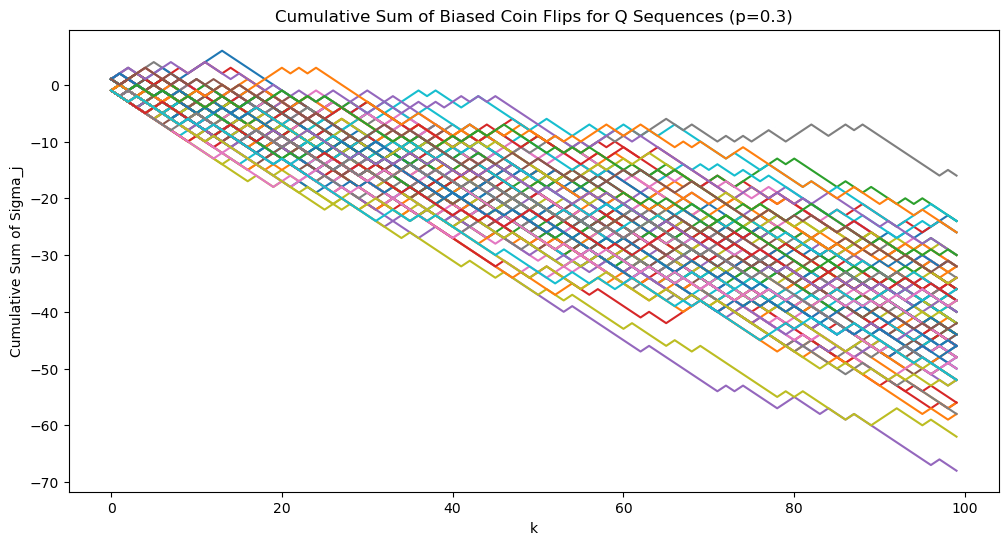 Cumulative Sum of Biased Coin Flips for Q Sequences (p=0.3)
Cumulative Sum of Sigma_j
0
−10
−20
−30
−40
−50
−60
−70
0 20 40 60 80 100
k